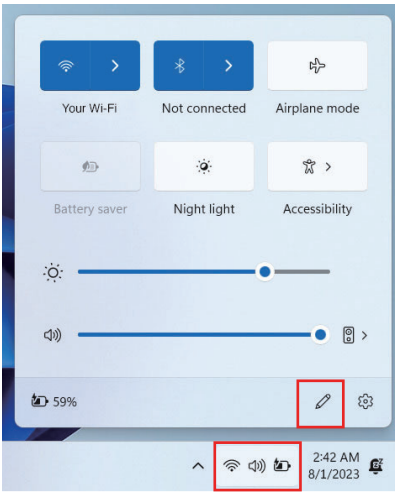 Your Wi-Fi
Not connected
Airplane mode
Battery saver
Night light
Accessibility
59%
2:42 AM
8/1/2023